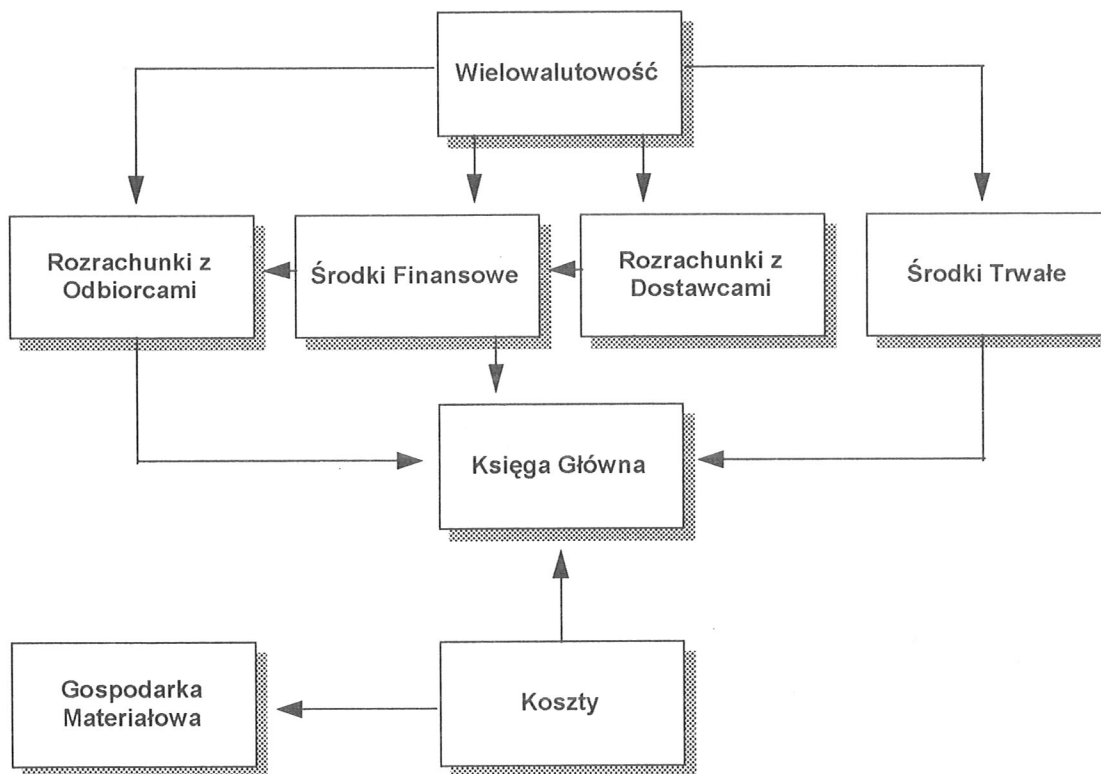 Wielowalutowość
Rozrachunki z
Odbiorcami
Środki Finansowe
Rozrachunki z
Dostawcami
Środki Trwałe
Księga Główna
Gospodarka
Materiałowa
Koszty